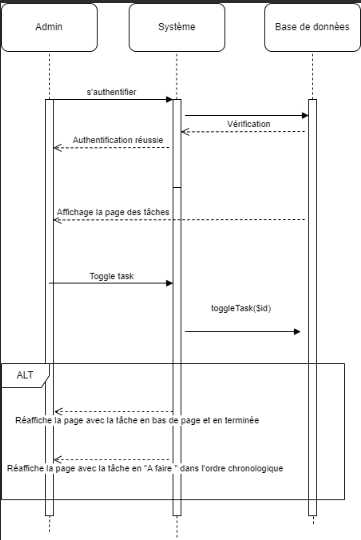 Admin
Système
Base de données
s'authentifier
Vérification
Authentification réussie
Affichage la page des tâches
Toggle task
toggleTask($id)
ALT
Réaffiche la page avec la tâche en bas de page et en terminée
Réaffiche la page avec la tâche en "A faire " dans l'ordre chronologique